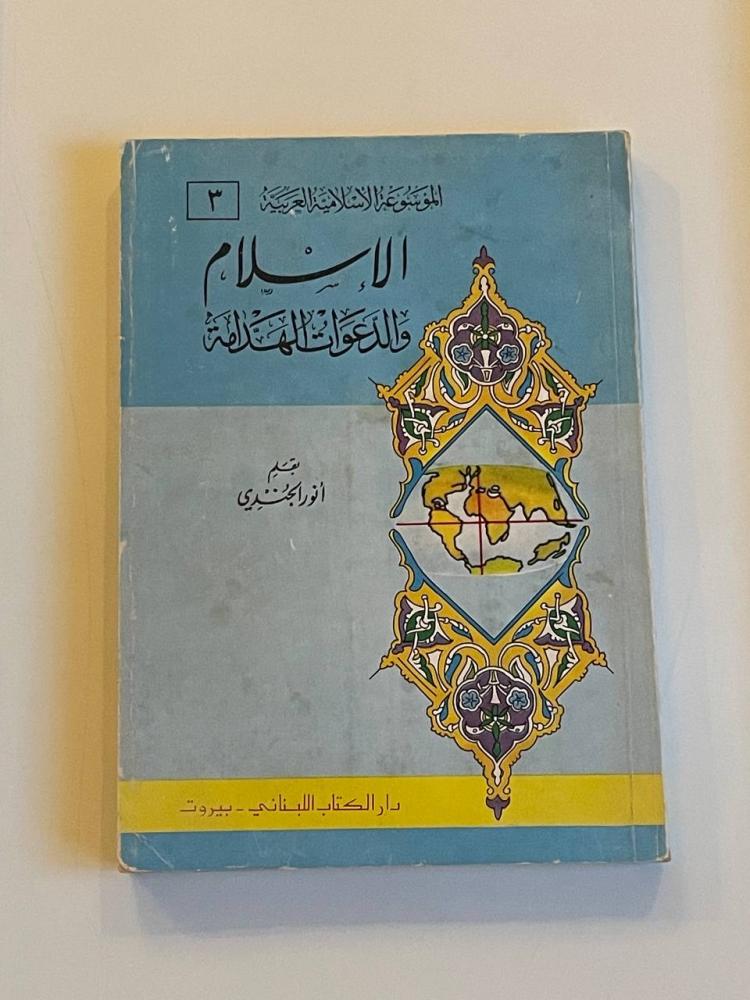 الموسوعة الإسلامية العربية ٣
الإسلام
والدعوات الهدامة
بقلم
أنور الجندي
دار الكتاب اللبناني - بيروت